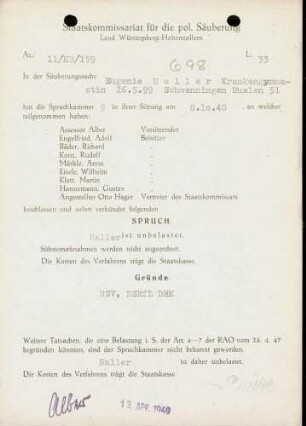 Staatskommissariat für die pol. Säuberung
Land Württemberg-Hohenzollern
Az. 11/KS/159 L. 33
G98
In der Säuberungssache Eugenie Haller Krankengymna-
stin 26.5.99 Schwenningen Muslen 51
hat die Spruchkammer 9 in ihrer Sitzung am 8.10.48 an welcher
teilgenommen haben:
Assessor Alber Vorsitzender
Engelfried, Adolf Beisitzer
Bäder, Richard
Korn, Rudolf
Märkle, Anna
Eisele, Wilhelm
Klett, Martin
Hannemann, Gustav
Angestellter Otto Hager Vertreter des Staatskommissars
beschlossen und sofort verkündet folgenden
SPRUCH
Haller ist unbelastet.
Sühnemaßnahmen werden nicht angeordnet.
Die Kosten des Verfahrens trägt die Staatskasse.
Gründe
NSV, DRK
Weitere Tatsachen, die eine Belastung i. S. der Art. 4—7 der RAO vom 28. 4. 47
begründen könnten, sind der Spruchkammer nicht bekannt geworden.
Haller ist daher unbelastet.
Die Kosten des Verfahrens trägt die Staatskasse.
Alber
13. APR. 1949